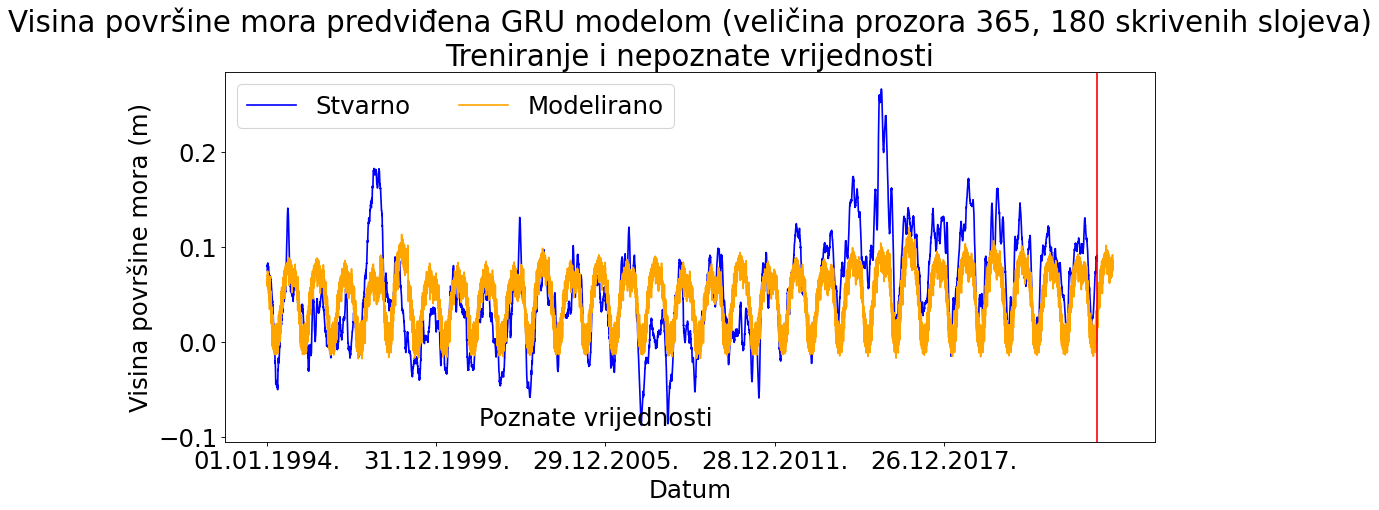 Visina površine mora predviđena GRU modelom (veličina prozora 365, 180 skrivenih slojeva)
Treniranje i nepoznate vrijednosti
Stvarno
Modelirano
Visina površine mora (m)
0.2
0.1
0.0
−0.1
Poznate vrijednosti
01.01.1994.
31.12.1999.
29.12.2005.
28.12.2011.
26.12.2017.
Datum